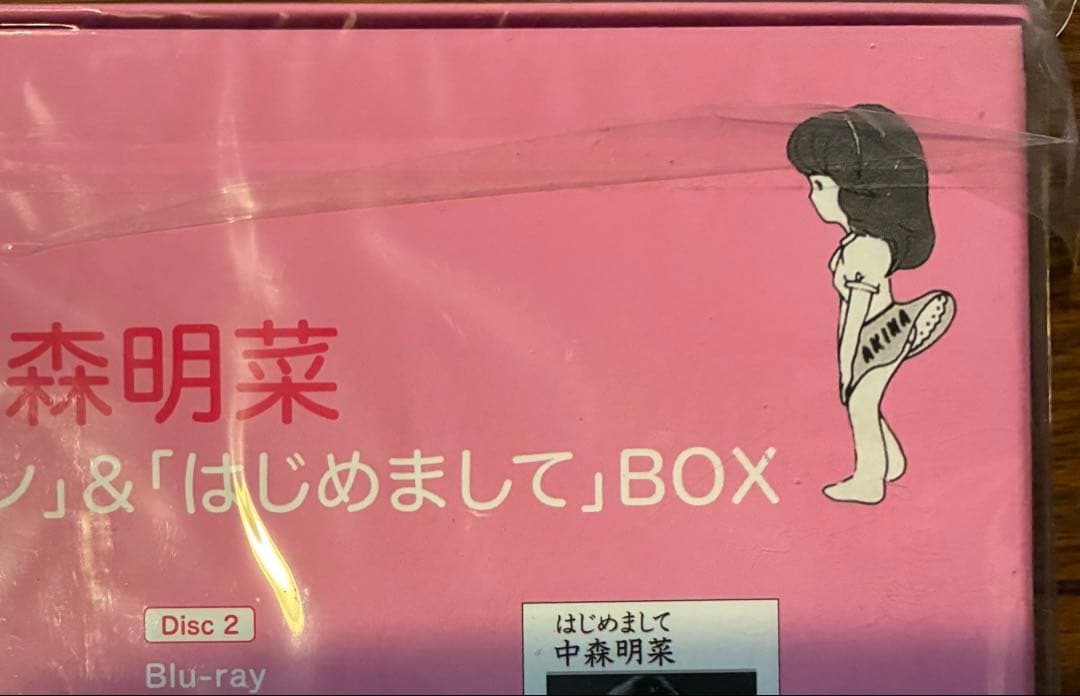 AKINA
森明菜
ン」&「はじめまして」BOX
Disc 2
Blu-ray
はじめまして
中森明菜